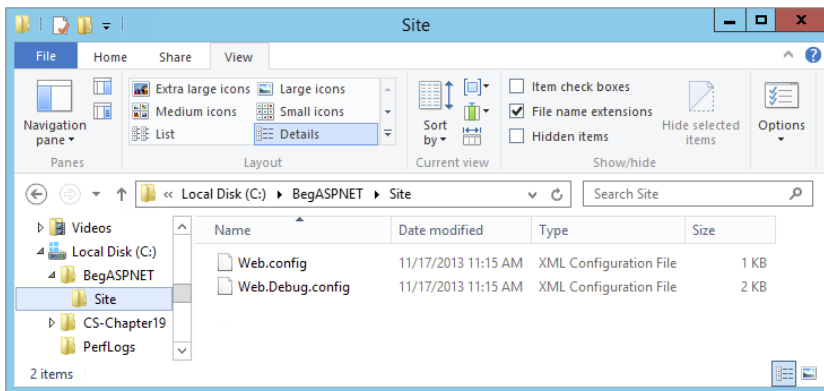 Site
File Home Share View
Navigation pane
Extra large icons Large icons
Medium icons Small icons
List Details
Sort by
Item check boxes
File name extensions
Hidden items
Hide selected items
Options
Panes Layout Current view Show/hide
« Local Disk (C:) BegASPNET Site
Search Site
Videos
Local Disk (C:)
BegASPNET
Site
CS-Chapter19
PerfLogs
Name Date modified Type Size
Web.config 11/17/2013 11:15 AM XML Configuration File 1 KB
Web.Debug.config 11/17/2013 11:15 AM XML Configuration File 2 KB
2 items